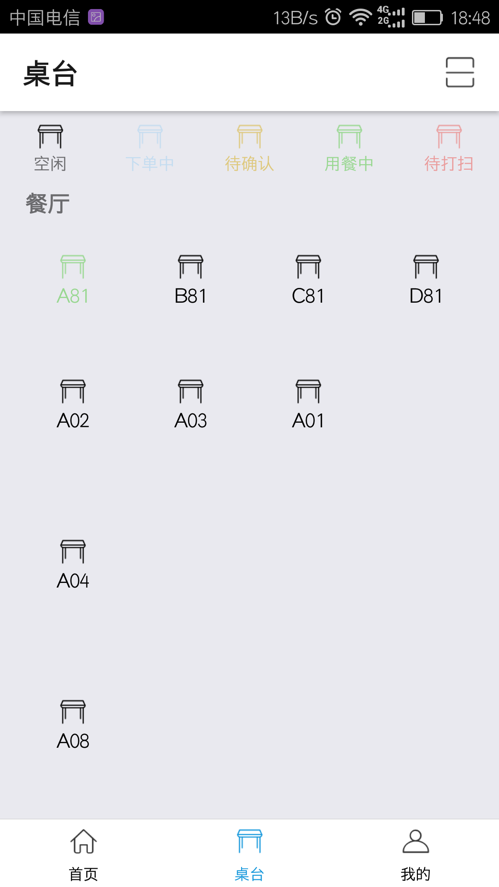 中国电信 13B/s 4G 2G 18:48
桌台
空闲 下单中 待确认 用餐中 待打扫
餐厅
A81 B81 C81 D81
A02 A03 A01
A04
A08
首页 桌台 我的